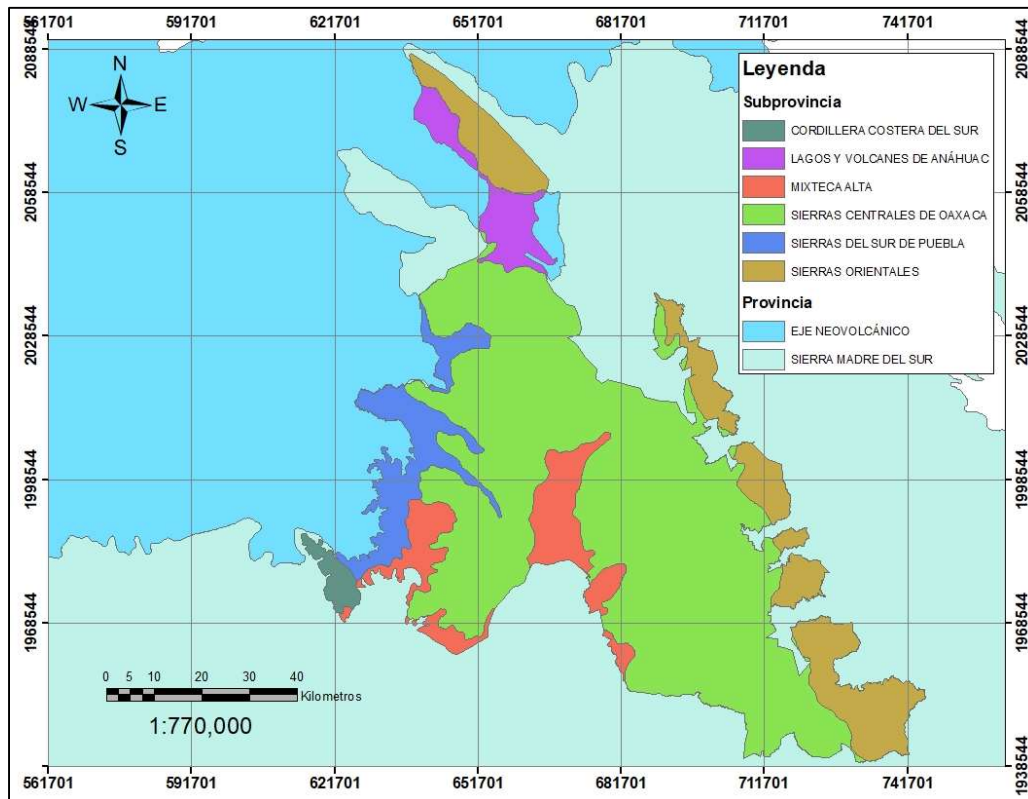 561701 591701 621701 651701 681701 711701 741701
2088544 2088544
N
W E
S
Leyenda
Subprovincia
CORDILLERA COSTERA DEL SUR
LAGOS Y VOLCANES DE ANÁHUAC
MIXTECA ALTA
SIERRAS CENTRALES DE OAXACA
SIERRAS DEL SUR DE PUEBLA
SIERRAS ORIENTALES
Provincia
EJE NEOVOLCÁNICO
SIERRA MADRE DEL SUR
2058544 2058544
2028544 2028544
1998544 1998544
1968544 1968544
0 5 10 20 30 40
Kilometros
1:770,000
1938544 1938544
561701 591701 621701 651701 681701 711701 741701